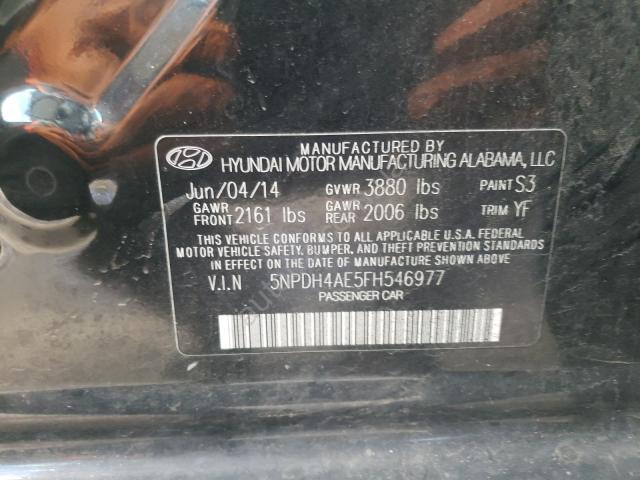 MANUFACTURED BY
HYUNDAI MOTOR MANUFACTURING ALABAMA, LLC
Jun/04/14 GVWR 3880 lbs PAINT S3
GAWR FRONT 2161 lbs GAWR REAR 2006 lbs TRIM YF
THIS VEHICLE CONFORMS TO ALL APPLICABLE U.S.A. FEDERAL
MOTOR VEHICLE SAFETY, BUMPER, AND THEFT PREVENTION STANDARDS
IN EFFECT ON THE DATE OF MANUFACTURE SHOWN ABOVE
V.I.N 5NPDH4AE5FH546977
PASSENGER CAR